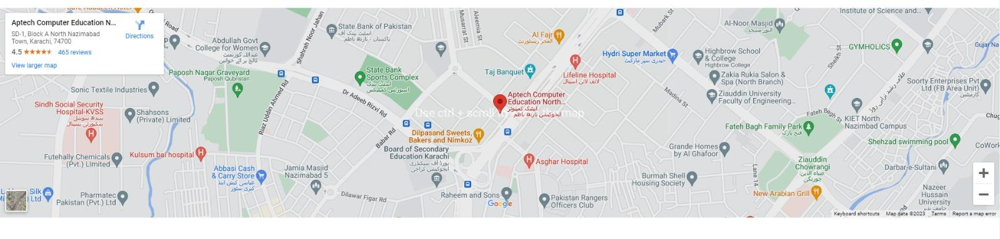 Aptech Computer Education N...
SD-1, Block A North Nazimabad
Town, Karachi, 74700
4.5
465 reviews
View larger map
Directions
Road
Abdullah Govt
College for Women
عبداللہ گورنمنٹ
کالج برائے خواتین
Shahrah Noor Jahan
State Bank of Pakistan
اسٹیٹ بینک آف
پاکستان - نارتھ ناظم...
Musarrat St
Aleemia St
Al Fajr
الفجر ریسٹورنٹ
Mubark St
Al-Noor Masjid
النور مسجد
Institute of Science and...
GYMHOLICS
Gujar Na
Hydri Super Market
حیدری سپر مارکیٹ
Highbrow School
& College
Highbrow College
Sheikh St
Paposh Nagar Graveyard
Paposh Qubristan
State Bank
Sports Complex
اسٹیٹ بینک
اسپورٹس کمپلیکس
Taj Banquet
Lifeline Hospital
لائف لائن اسپتال
Zakia Rukia Salon &
Spa (North Branch)
علامہ رشید ترابی روڈ
Soorty Enterprises Pvt
Ltd (FB Area Unit)
Sonic Textile Industries
Dr Adeeb Rizvi Rd
Riaz Uddin Ahmed Rd
Aptech Computer
Education North...
اپٹیک کمپیوٹر
ایجوکیشن نارتھ ناظم...
Use ctrl + scroll to
map
Madina St
Ziauddin University
Faculty of Engineering...
Sindh Social Security
Hospital-KVSS
سندھ سوشل
سکیورٹی ہسپتال
Shahsons
(Private) Limited
Fateh Bagh St
KIET North
Nazimabad Campus
Chug
Fateh Bagh Family Park
فتح پارک
Dilpasand Sweets,
Bakers and Nimkoz
Babar Rd
Board of Secondary
Education Karachi
بورڈ آف سیکنڈری
ایجوکیشن کراچی
Shehzad swimming pool
CoWork
Grande Homes
by Al Ghafoor
Futehally Chemicals
(Pvt.) LImited
Kulsum bai hospital
Asghar Hospital
Ziauddin
Chowrangi
ضیاء الدین
چورنگی
Darbar-e-Sultani
Abbasi Cash
& Carry Store
عباسی کیش اینڈ
کیری سٹور
Jamia Masjid
Nazimabad 5
Burmah Shell
Housing Society
Lane 14
Silk
Ltd
Pharmatec
Pakistan (Pvt.) Ltd
Dilawar Figar Rd
Raheem and Sons
Google
Pakistan Rangers
Officers Club
New Arabian Grill
Nazeer
Hussain
University
Keyboard shortcuts
Map data ©2023
Terms
Report a map error